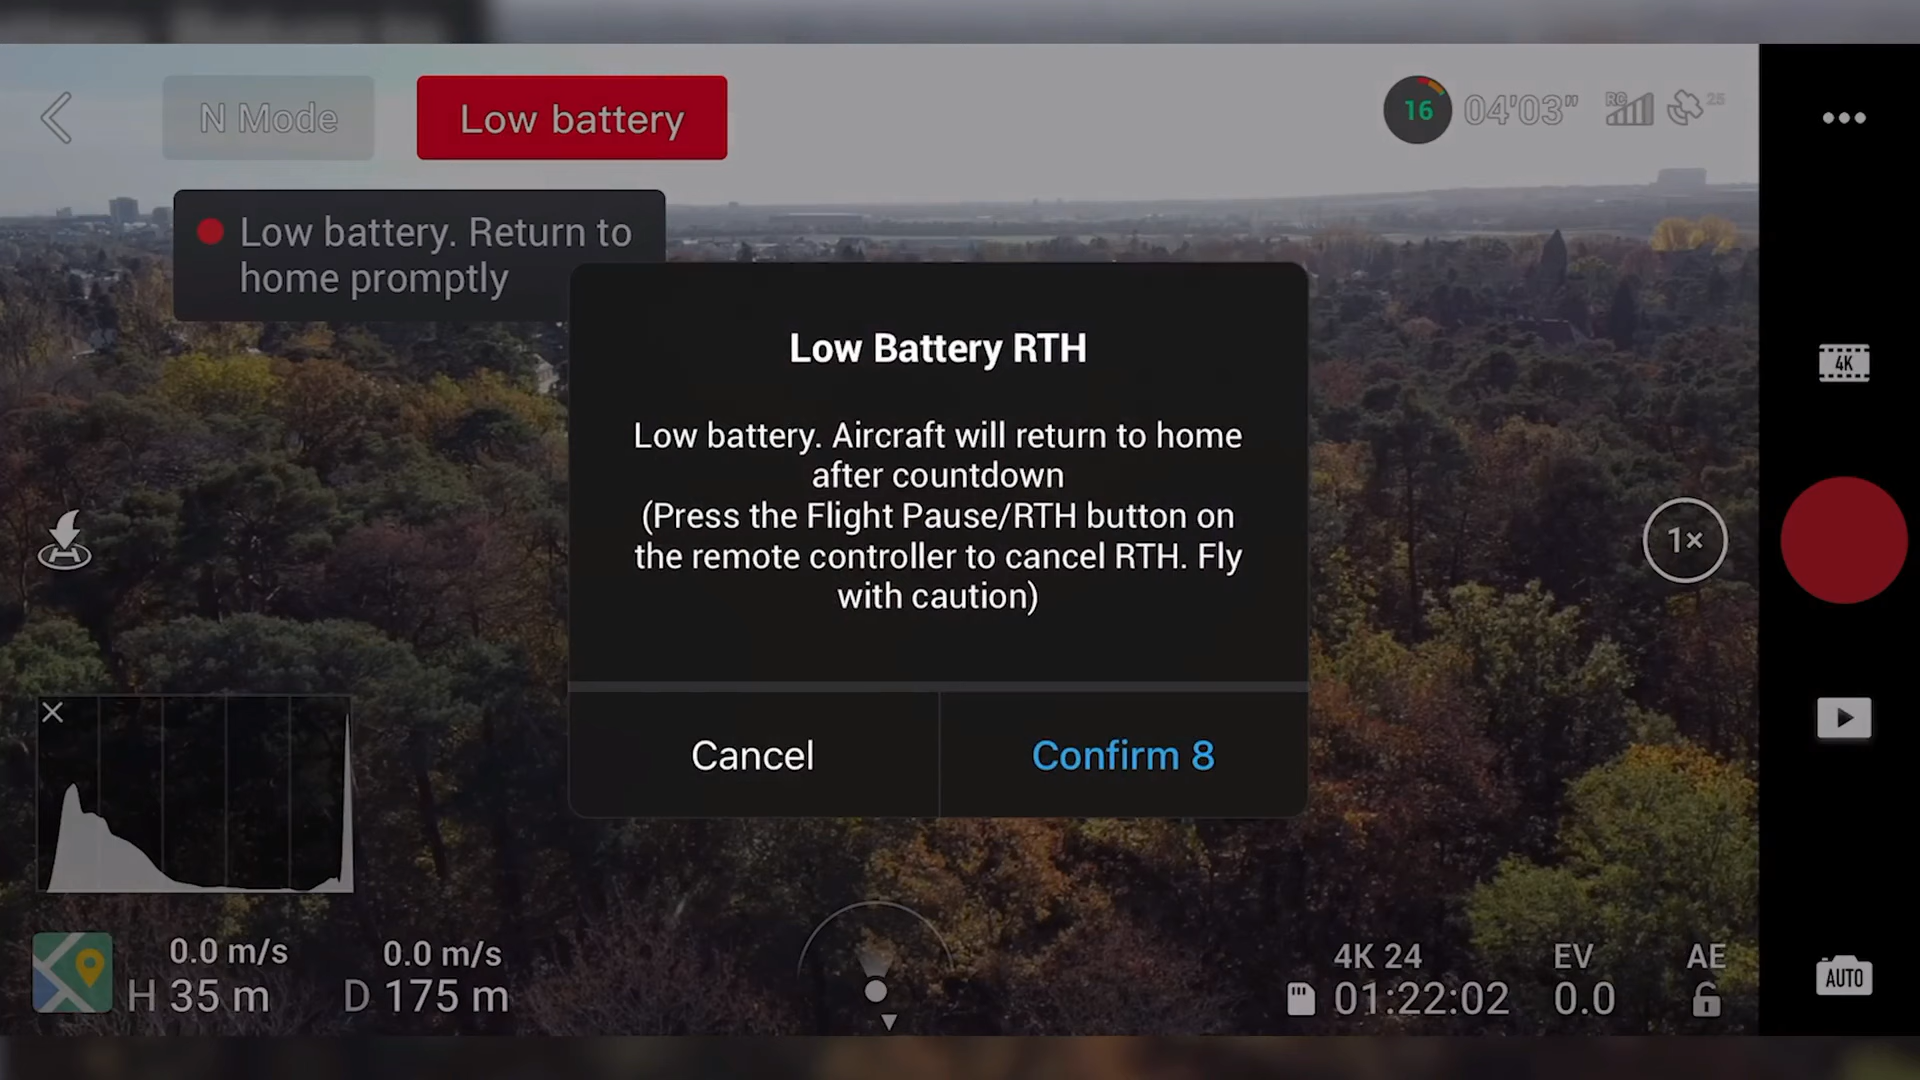 N Mode
Low battery
16
04'03"
RC
25
Low battery. Return to
home promptly
Low Battery RTH
Low battery. Aircraft will return to home
after countdown
(Press the Flight Pause/RTH button on
the remote controller to cancel RTH. Fly
with caution)
Cancel
Confirm 8
4K
1×
0.0 m/s
0.0 m/s
H 35 m
D 175 m
4K 24
EV
AE
01:22:02
0.0
AUTO